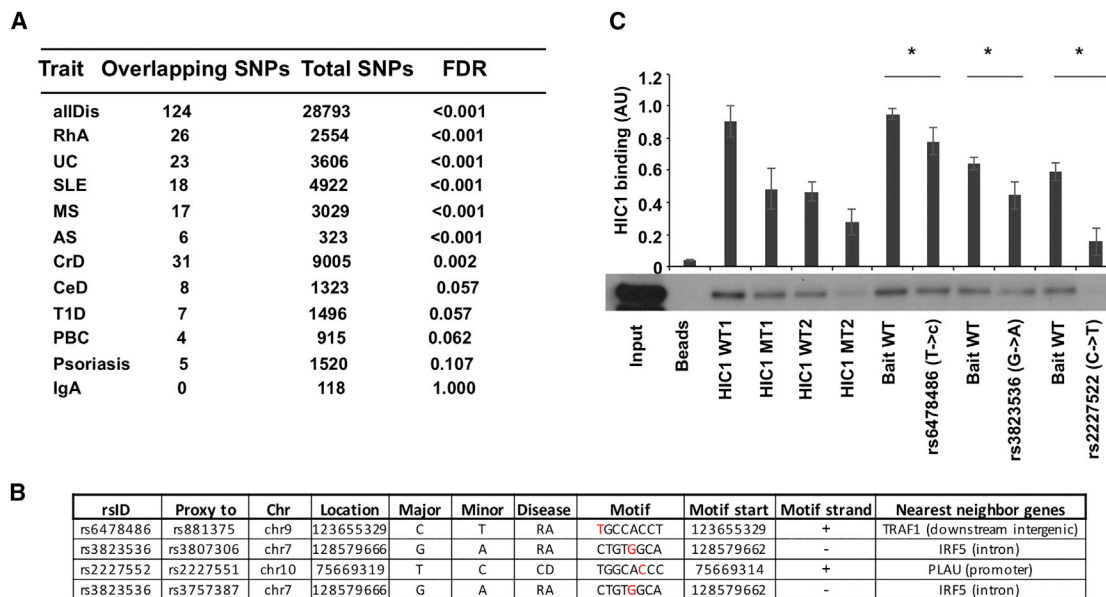 A
Trait Overlapping SNPs Total SNPs FDR
allDis 124 28793 <0.001
RhA 26 2554 <0.001
UC 23 3606 <0.001
SLE 18 4922 <0.001
MS 17 3029 <0.001
AS 6 323 <0.001
CrD 31 9005 0.002
CeD 8 1323 0.057
T1D 7 1496 0.057
PBC 4 915 0.062
Psoriasis 5 1520 0.107
IgA 0 118 1.000
C
* * *
HIC1 binding (AU)
1.2
1.0
0.8
0.6
0.4
0.2
0
Input
Beads
HIC1 WT1
HIC1 MT1
HIC1 WT2
HIC1 MT2
Bait WT
rs6478486 (T->c)
Bait WT
rs3823536 (G->A)
Bait WT
rs2227522 (C->T)
B
rsID Proxy to Chr Location Major Minor Disease Motif Motif start Motif strand Nearest neighbor genes
rs6478486 rs881375 chr9 123655329 C T RA TGCCACCT 123655329 + TRAF1 (downstream intergenic)
rs3823536 rs3807306 chr7 128579666 G A RA CTGTGGCA 128579662 - IRF5 (intron)
rs2227552 rs2227551 chr10 75669319 T C CD TGGCACCC 75669314 + PLAU (promoter)
rs3823536 rs3757387 chr7 128579666 G A RA CTGTGGCA 128579662 - IRF5 (intron)